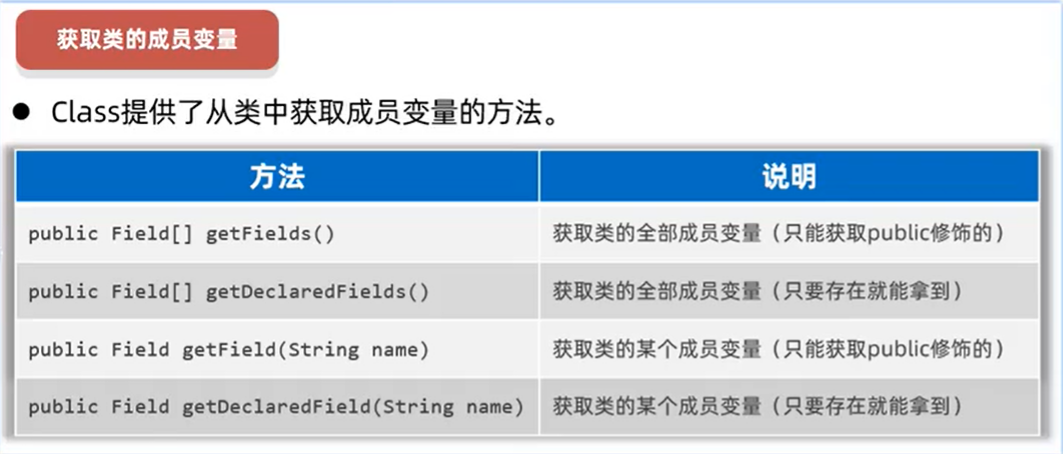 获取类的成员变量
● Class提供了从类中获取成员变量的方法。
方法 说明
public Field[] getFields() 获取类的全部成员变量（只能获取public修饰的）
public Field[] getDeclaredFields() 获取类的全部成员变量（只要存在就能拿到）
public Field getField(String name) 获取类的某个成员变量（只能获取public修饰的）
public Field getDeclaredField(String name) 获取类的某个成员变量（只要存在就能拿到）